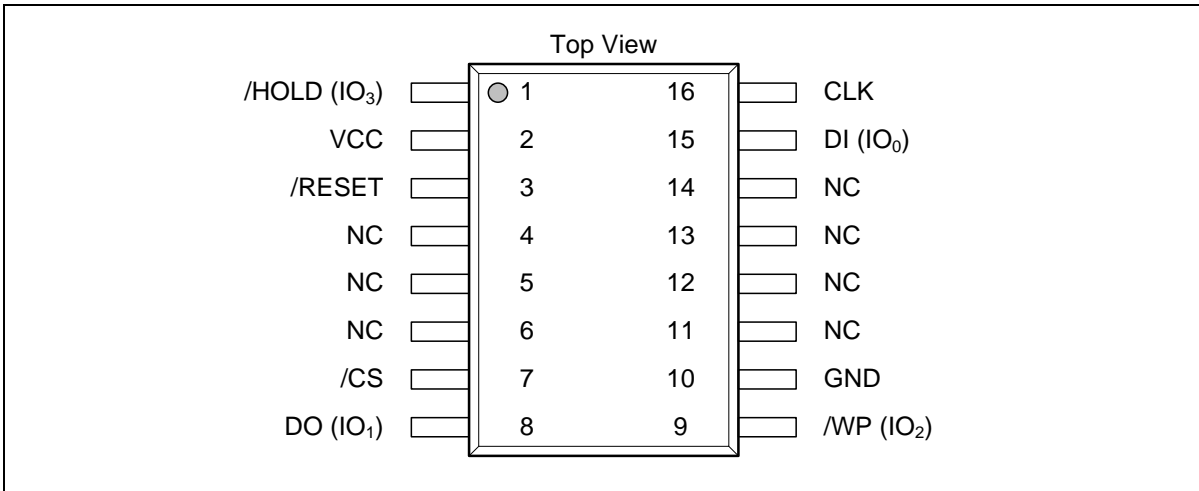 Top View
/HOLD (IO₃) 1 16 CLK
VCC 2 15 DI (IO₀)
/RESET 3 14 NC
NC 4 13 NC
NC 5 12 NC
NC 6 11 NC
/CS 7 10 GND
DO (IO₁) 8 9 /WP (IO₂)